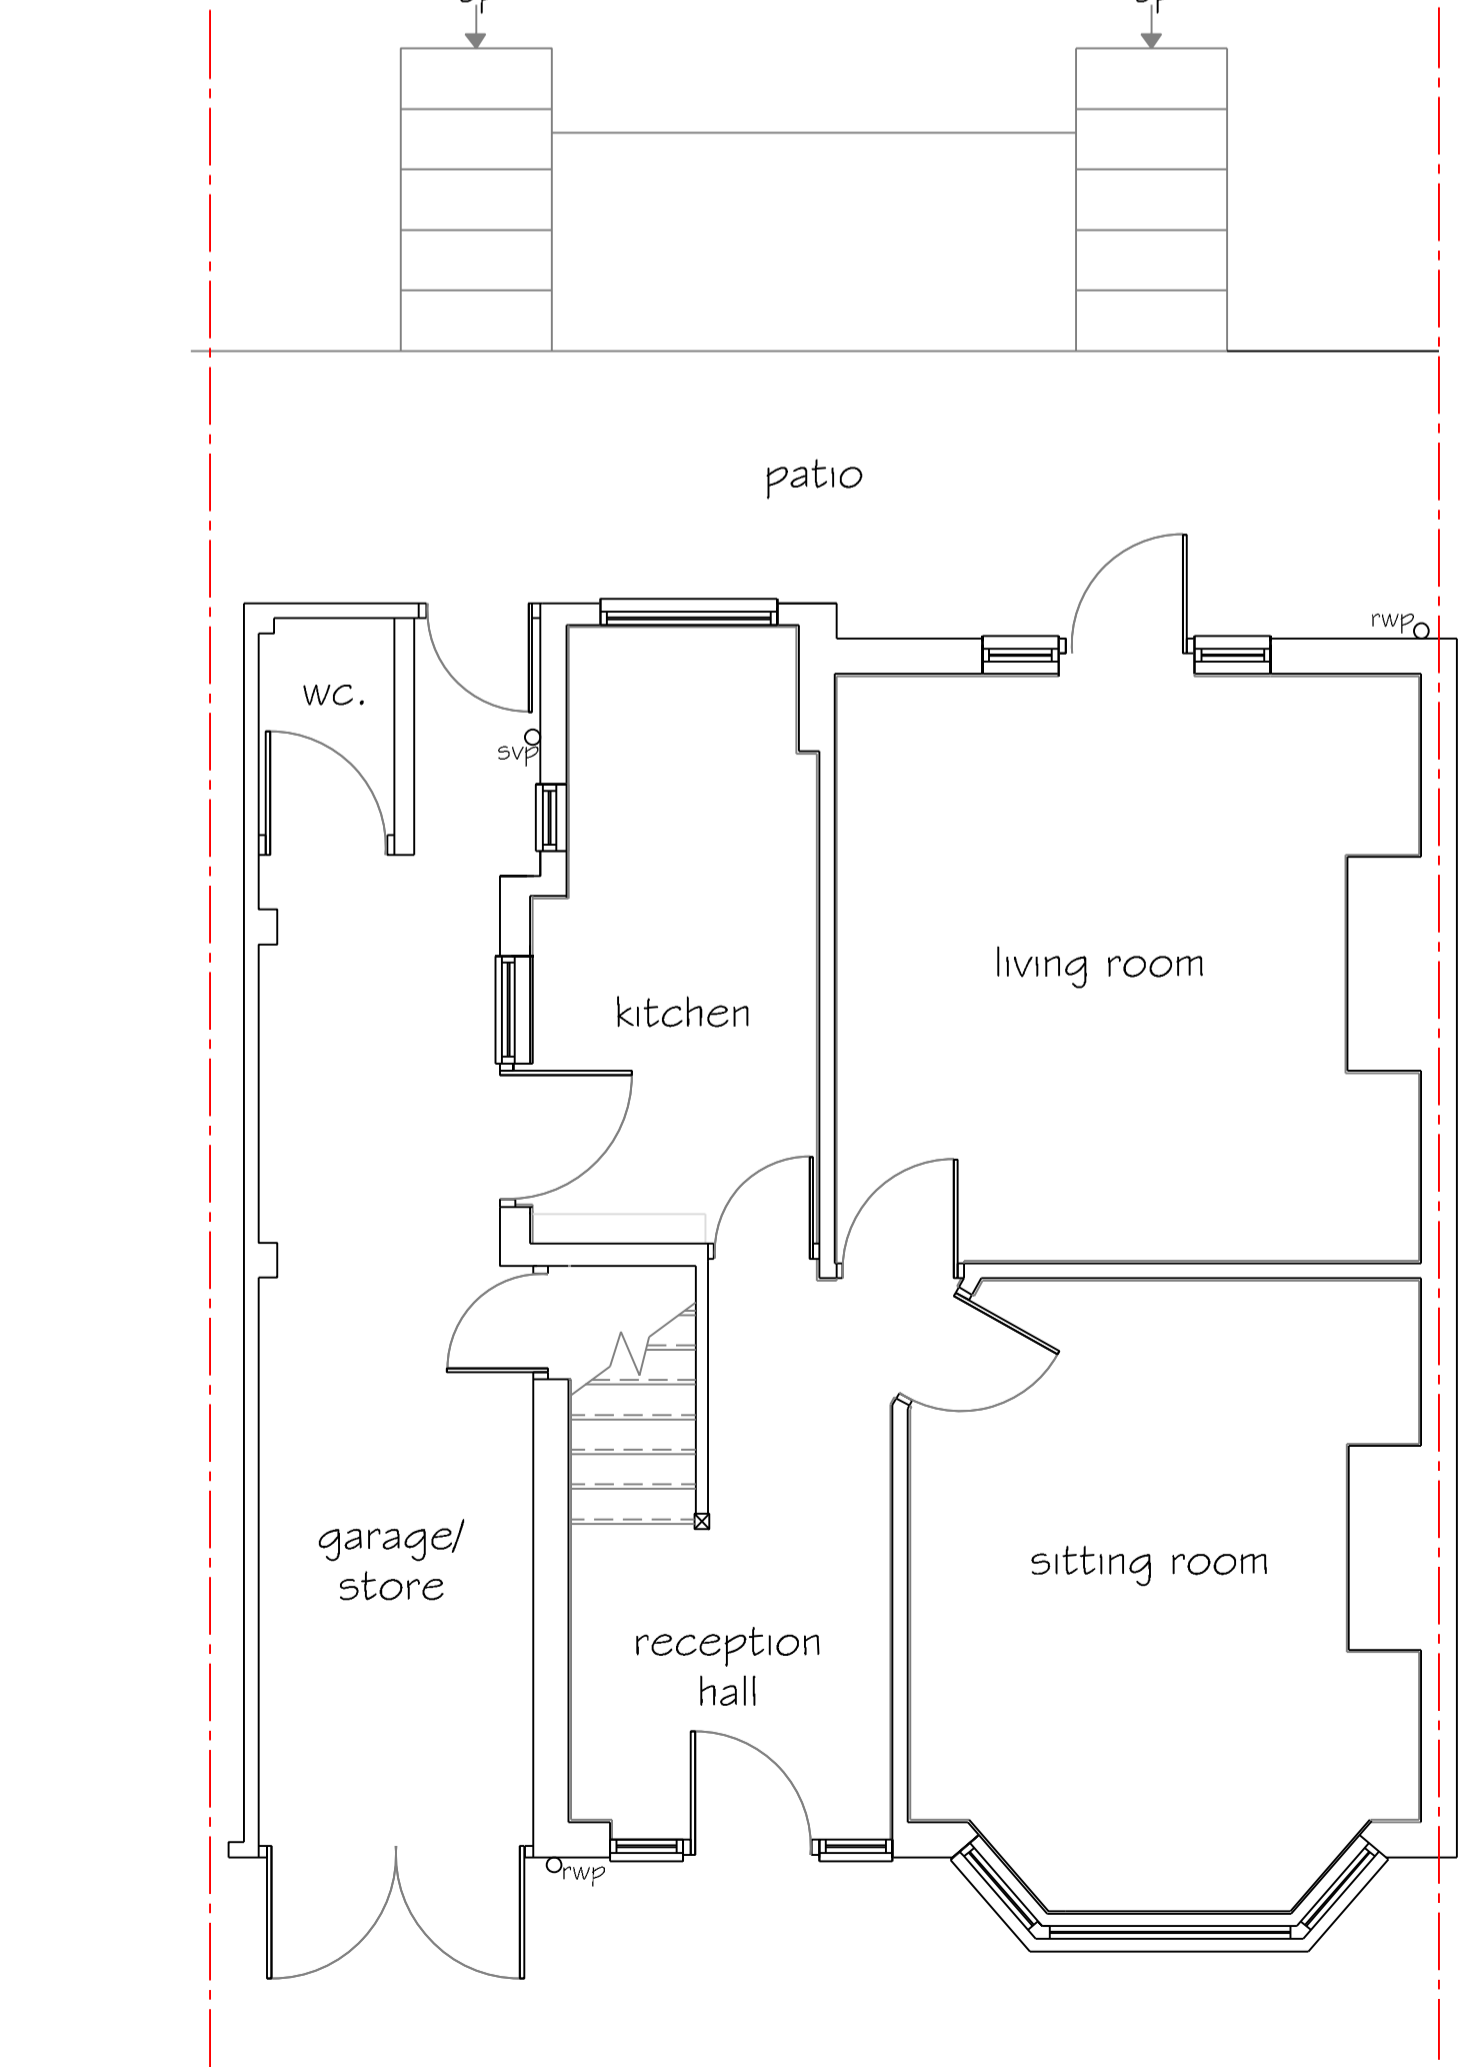 patio
rwp
wc.
svp
living room
kitchen
garage/
store
sitting room
reception
hall
rwp